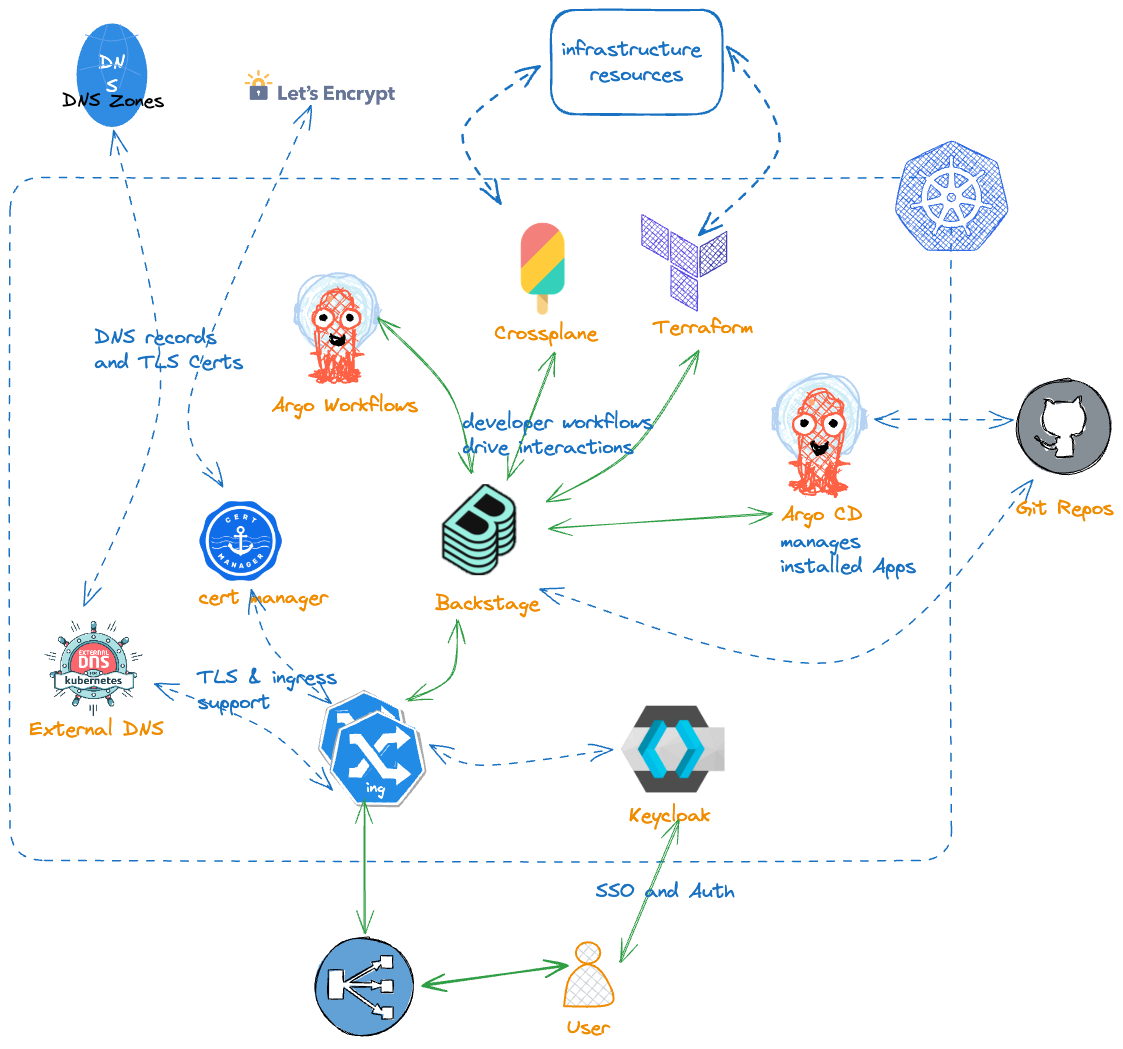 DN
S
DNS Zones
Let's Encrypt
infrastructure
resources
DNS records
and TLS Certs
Argo Workflows
Crossplane
Terraform
developer workflows
drive interactions
Argo CD
manages
installed Apps
Git Repos
CERT
MANAGER
cert manager
Backstage
EXTERNAL
DNS
FOR
kubernetes
External DNS
TLS & ingress
support
ing
Keycloak
SSO and Auth
User